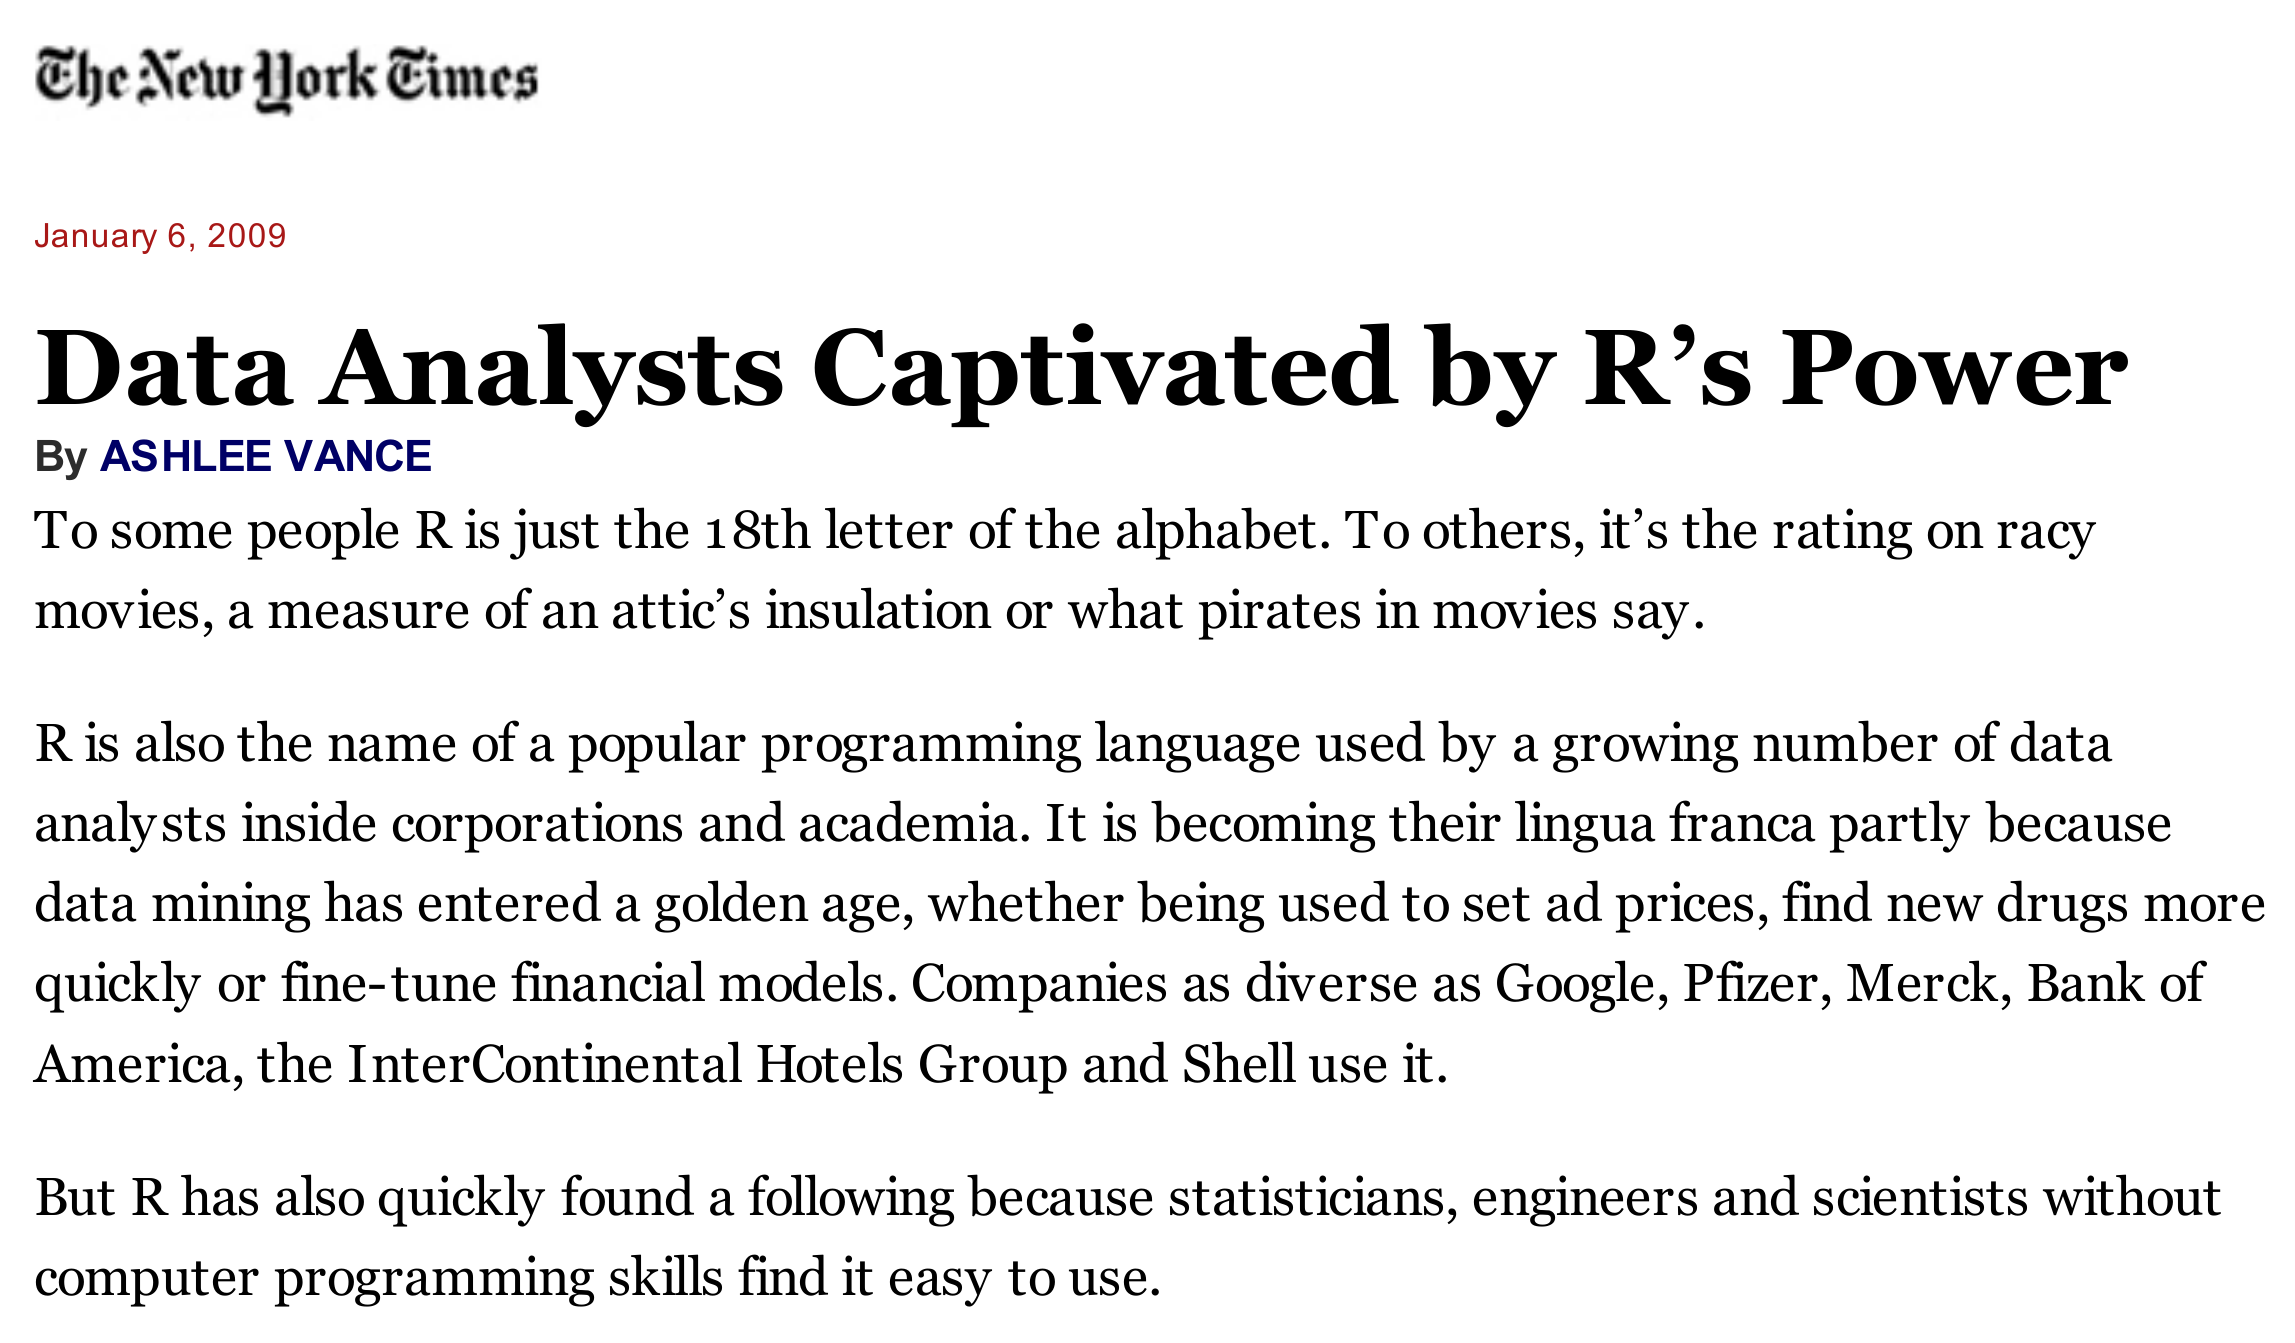 The New York Times
January 6, 2009
Data Analysts Captivated by R’s Power
By ASHLEE VANCE
To some people R is just the 18th letter of the alphabet. To others, it’s the rating on racy
movies, a measure of an attic’s insulation or what pirates in movies say.
R is also the name of a popular programming language used by a growing number of data
analysts inside corporations and academia. It is becoming their lingua franca partly because
data mining has entered a golden age, whether being used to set ad prices, find new drugs more
quickly or fine-tune financial models. Companies as diverse as Google, Pfizer, Merck, Bank of
America, the InterContinental Hotels Group and Shell use it.
But R has also quickly found a following because statisticians, engineers and scientists without
computer programming skills find it easy to use.